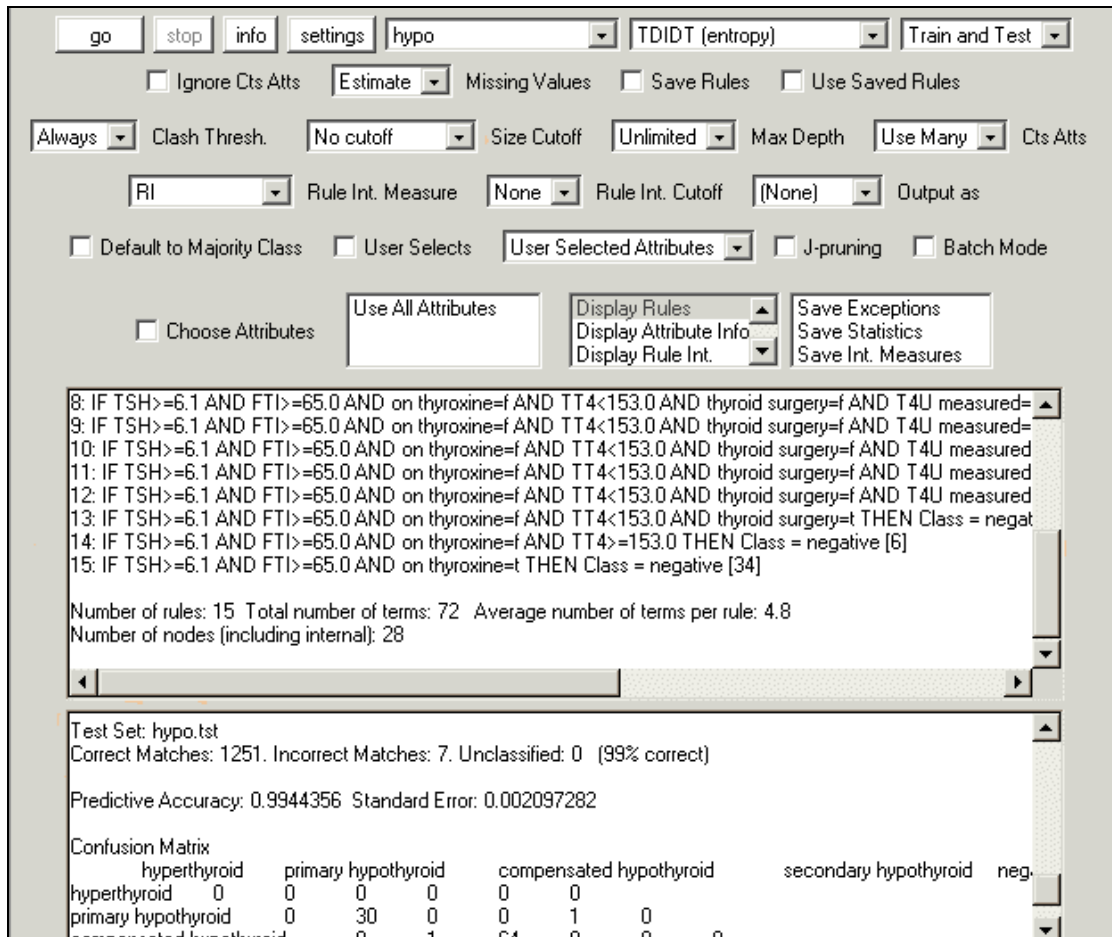 go stop info settings hypo TDIDT (entropy) Train and Test
Ignore Cts Atts Estimate Missing Values Save Rules Use Saved Rules
Always Clash Thresh. No cutoff Size Cutoff Unlimited Max Depth Use Many Cts Atts
RI Rule Int. Measure None Rule Int. Cutoff (None) Output as
Default to Majority Class User Selects User Selected Attributes J-pruning Batch Mode
Choose Attributes
Use All Attributes
Display Rules
Display Attribute Info
Display Rule Int.
Save Exceptions
Save Statistics
Save Int. Measures
8: IF TSH>=6.1 AND FTI>=65.0 AND on thyroxine=f AND TT4<153.0 AND thyroid surgery=f AND T4U measured=
9: IF TSH>=6.1 AND FTI>=65.0 AND on thyroxine=f AND TT4<153.0 AND thyroid surgery=f AND T4U measured=
10: IF TSH>=6.1 AND FTI>=65.0 AND on thyroxine=f AND TT4<153.0 AND thyroid surgery=f AND T4U measured
11: IF TSH>=6.1 AND FTI>=65.0 AND on thyroxine=f AND TT4<153.0 AND thyroid surgery=f AND T4U measured
12: IF TSH>=6.1 AND FTI>=65.0 AND on thyroxine=f AND TT4<153.0 AND thyroid surgery=f AND T4U measured
13: IF TSH>=6.1 AND FTI>=65.0 AND on thyroxine=f AND TT4<153.0 AND thyroid surgery=t THEN Class = negat
14: IF TSH>=6.1 AND FTI>=65.0 AND on thyroxine=f AND TT4>=153.0 THEN Class = negative [6]
15: IF TSH>=6.1 AND FTI>=65.0 AND on thyroxine=t THEN Class = negative [34]
Number of rules: 15 Total number of terms: 72 Average number of terms per rule: 4.8
Number of nodes (including internal): 28
Test Set: hypo.tst
Correct Matches: 1251. Incorrect Matches: 7. Unclassified: 0 (99% correct)
Predictive Accuracy: 0.9944356 Standard Error: 0.002097282
Confusion Matrix
hyperthyroid primary hypothyroid compensated hypothyroid secondary hypothyroid neg
hyperthyroid 0 0 0 0 0 0
primary hypothyroid 0 30 0 0 1 0
compensated hypothyroid 0 1 64 0 0 0